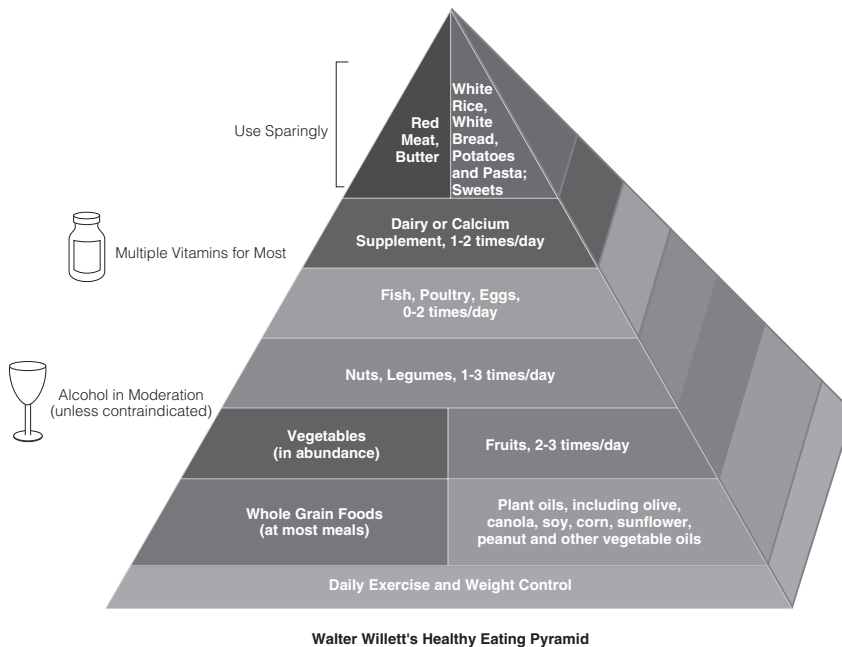 Use Sparingly
Red
Meat,
Butter
White
Rice,
White
Bread,
Potatoes
and Pasta;
Sweets
Multiple Vitamins for Most
Dairy or Calcium
Supplement, 1-2 times/day
Fish, Poultry, Eggs,
0-2 times/day
Nuts, Legumes, 1-3 times/day
Alcohol in Moderation
(unless contraindicated)
Vegetables
(in abundance)
Fruits, 2-3 times/day
Whole Grain Foods
(at most meals)
Plant oils, including olive,
canola, soy, corn, sunflower,
peanut and other vegetable oils
Daily Exercise and Weight Control
Walter Willett's Healthy Eating Pyramid